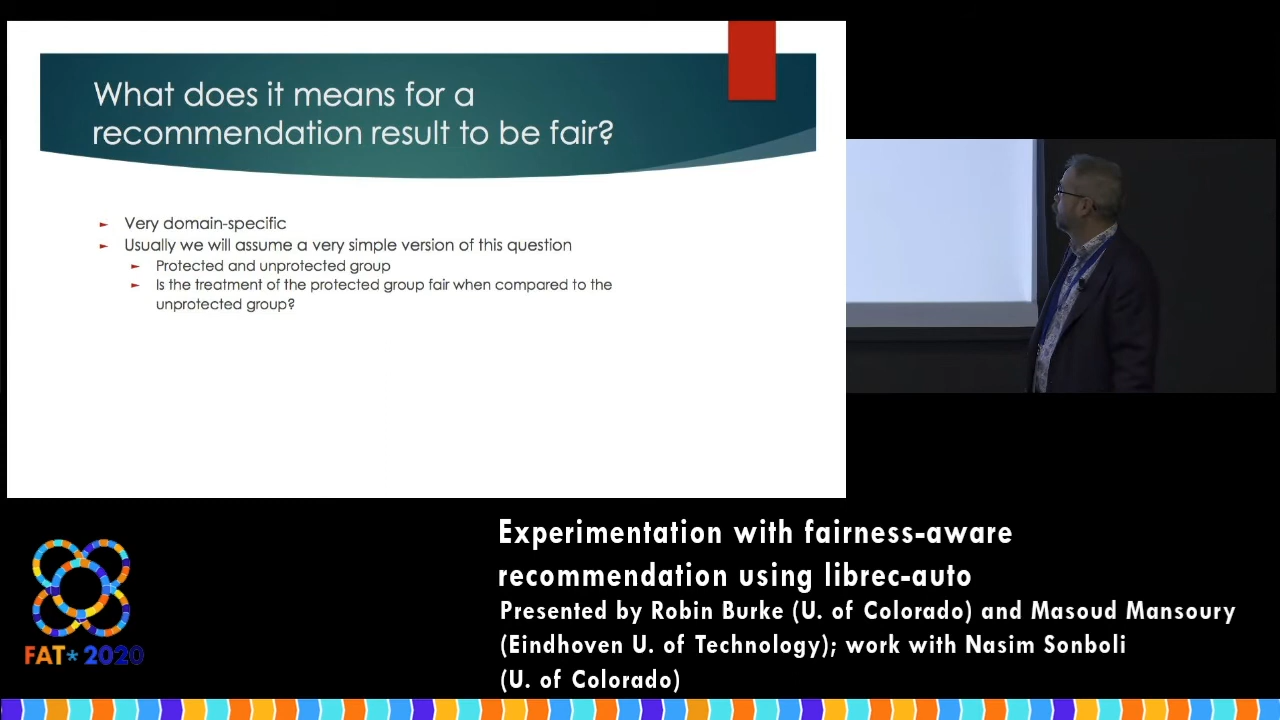 What does it means for a
recommendation result to be fair?
Very domain-specific
Usually we will assume a very simple version of this question
Protected and unprotected group
Is the treatment of the protected group fair when compared to the
unprotected group?
Experimentation with fairness-aware
recommendation using librec-auto
Presented by Robin Burke (U. of Colorado) and Masoud Mansoury
(Eindhoven U. of Technology); work with Nasim Sonboli
(U. of Colorado)
FAT* 2020